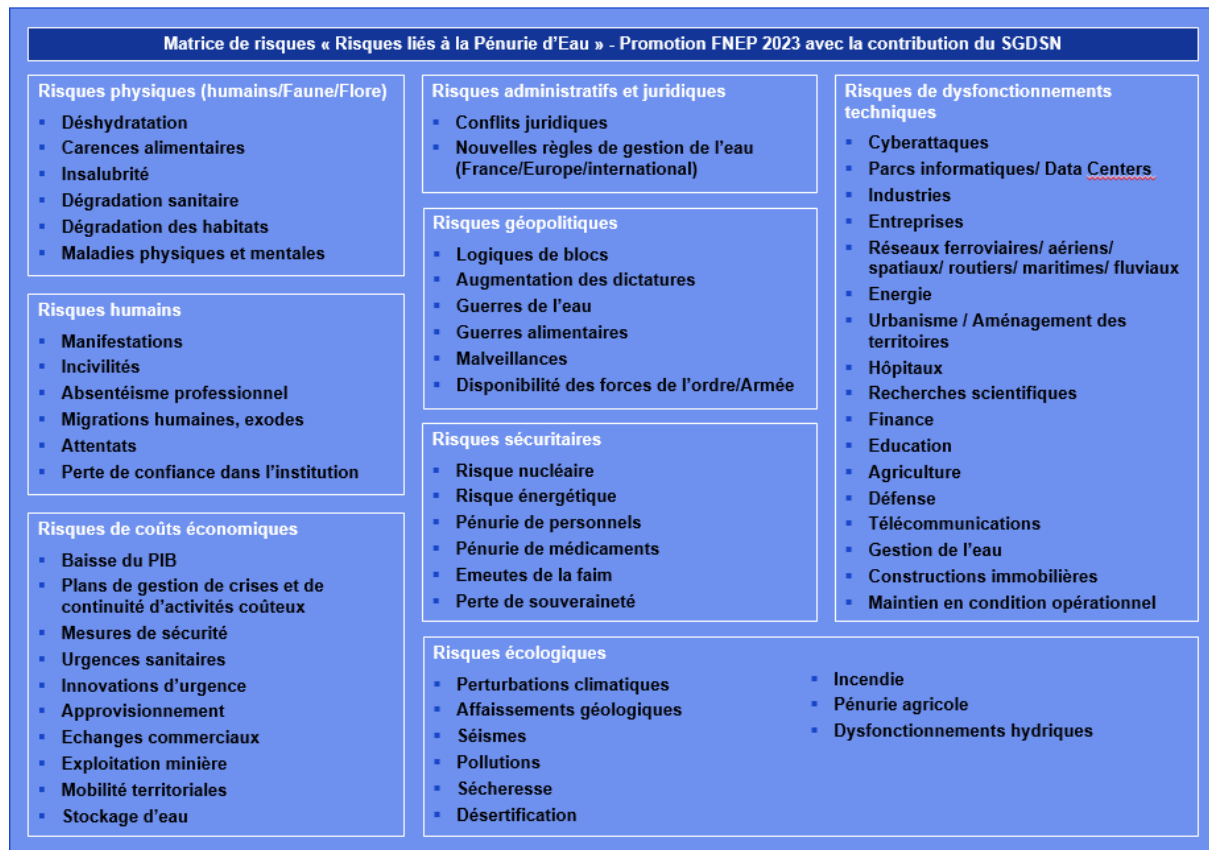 Matrice de risques « Risques liés à la Pénurie d’Eau » - Promotion FNEP 2023 avec la contribution du SGDSN
Risques physiques (humains/Faune/Flore)
▪ Déshydratation
▪ Carences alimentaires
▪ Insalubrité
▪ Dégradation sanitaire
▪ Dégradation des habitats
▪ Maladies physiques et mentales
Risques humains
▪ Manifestations
▪ Incivilités
▪ Absentéisme professionnel
▪ Migrations humaines, exodes
▪ Attentats
▪ Perte de confiance dans l’institution
Risques de coûts économiques
▪ Baisse du PIB
▪ Plans de gestion de crises et de
continuité d’activités coûteux
▪ Mesures de sécurité
▪ Urgences sanitaires
▪ Innovations d’urgence
▪ Approvisionnement
▪ Echanges commerciaux
▪ Exploitation minière
▪ Mobilité territoriales
▪ Stockage d’eau
Risques administratifs et juridiques
▪ Conflits juridiques
▪ Nouvelles règles de gestion de l’eau
(France/Europe/international)
Risques géopolitiques
▪ Logiques de blocs
▪ Augmentation des dictatures
▪ Guerres de l’eau
▪ Guerres alimentaires
▪ Malveillances
▪ Disponibilité des forces de l’ordre/Armée
Risques sécuritaires
▪ Risque nucléaire
▪ Risque énergétique
▪ Pénurie de personnels
▪ Pénurie de médicaments
▪ Emeutes de la faim
▪ Perte de souveraineté
Risques de dysfonctionnements
techniques
▪ Cyberattaques
▪ Parcs informatiques/ Data Centers
▪ Industries
▪ Entreprises
▪ Réseaux ferroviaires/ aériens/
spatiaux/ routiers/ maritimes/ fluviaux
▪ Energie
▪ Urbanisme / Aménagement des
territoires
▪ Hôpitaux
▪ Recherches scientifiques
▪ Finance
▪ Education
▪ Agriculture
▪ Défense
▪ Télécommunications
▪ Gestion de l’eau
▪ Constructions immobilières
▪ Maintien en condition opérationnel
Risques écologiques
▪ Perturbations climatiques
▪ Affaissements géologiques
▪ Séismes
▪ Pollutions
▪ Sécheresse
▪ Désertification
▪ Incendie
▪ Pénurie agricole
▪ Dysfonctionnements hydriques